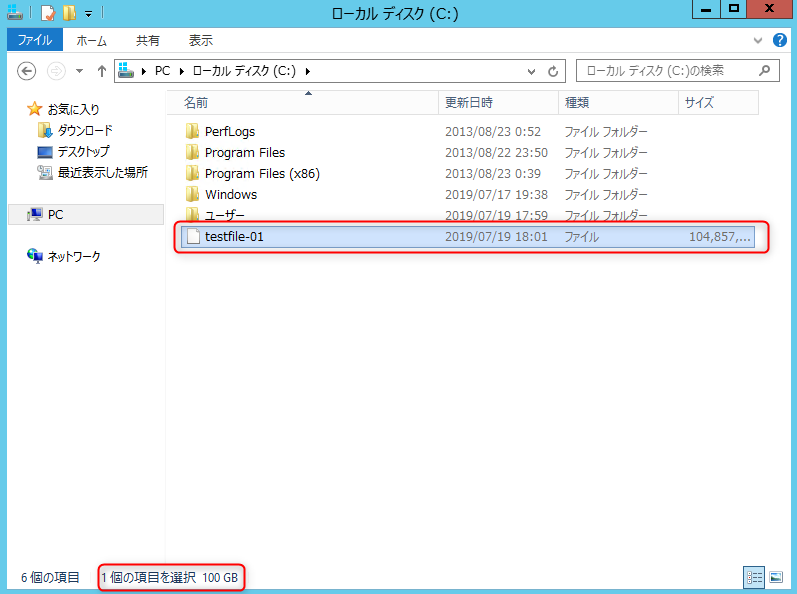 ローカル ディスク (C:)
ファイル ホーム 共有 表示
PC ローカル ディスク (C:) ローカル ディスク (C:)の検索
名前 更新日時 種類 サイズ
お気に入り
ダウンロード
デスクトップ
最近表示した場所
PC
ネットワーク
PerfLogs 2013/08/23 0:52 ファイル フォルダー
Program Files 2013/08/22 23:50 ファイル フォルダー
Program Files (x86) 2013/08/23 0:39 ファイル フォルダー
Windows 2019/07/17 19:38 ファイル フォルダー
ユーザー 2019/07/19 17:59 ファイル フォルダー
testfile-01 2019/07/19 18:01 ファイル 104,857,...
6 個の項目 1 個の項目を選択 100 GB